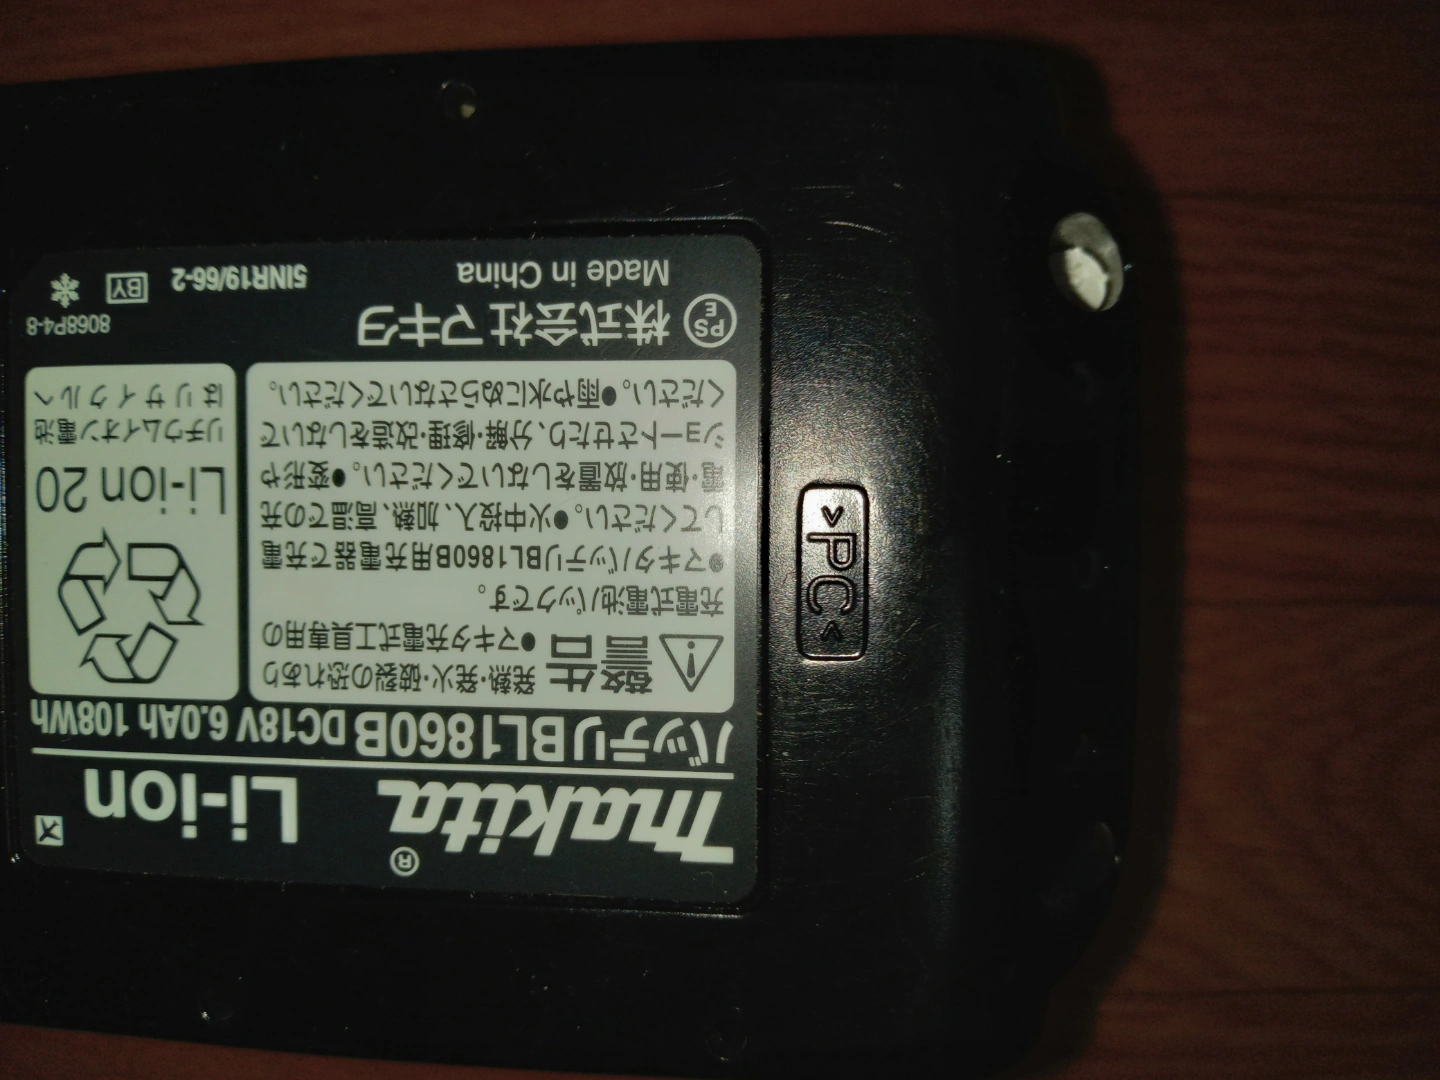 makita® Li-ion
バッテリBL1860B DC18V 6.0Ah 108Wh
警告 発熱・発火・破裂の恐れあり
●マキタ充電式工具専用の
充電式電池パックです。
●マキタバッテリBL1860B用充電器で充電
してください。●火中投入、加熱、高温での充
電・使用・放置をしないでください。●変形や
ショートさせたり、分解・修理・改造をしないで
ください。●雨や水にぬらさないでください。
Li-ion 20
リチウムイオン電池
はリサイクルへ
PS
E
株式会社マキタ
8068P4-8
Made in China
5INR19/66-2
BY
>PC<